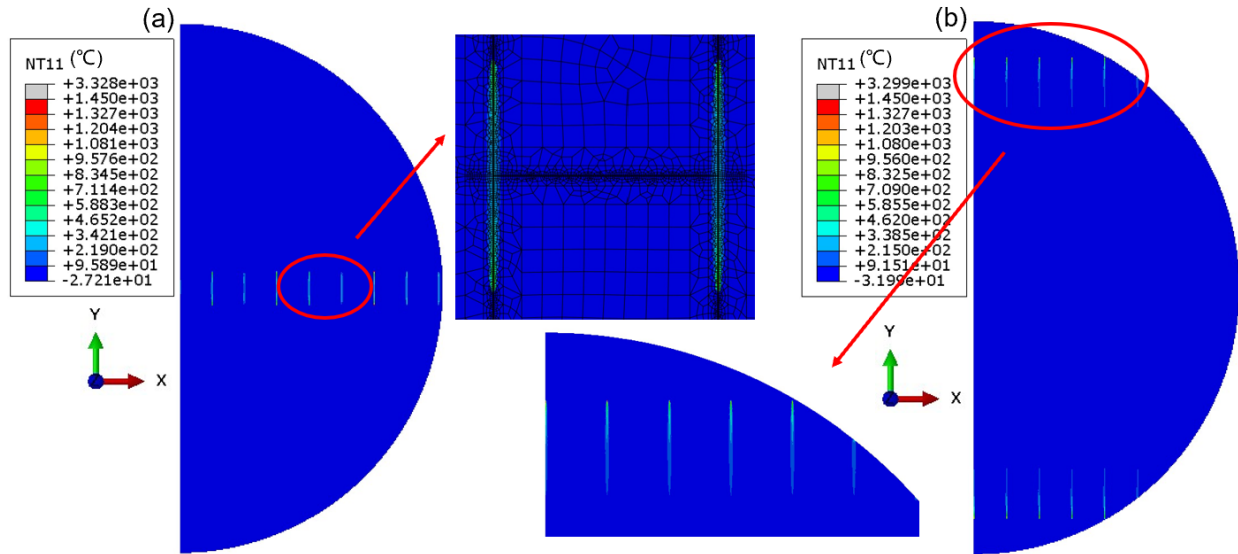 (a)
NT11 (℃)
+3.328e+03
+1.450e+03
+1.327e+03
+1.204e+03
+1.081e+03
+9.576e+02
+8.345e+02
+7.114e+02
+5.883e+02
+4.652e+02
+3.421e+02
+2.190e+02
+9.589e+01
-2.721e+01
Y
X
(b)
NT11 (℃)
+3.299e+03
+1.450e+03
+1.327e+03
+1.203e+03
+1.080e+03
+9.560e+02
+8.325e+02
+7.090e+02
+5.855e+02
+4.620e+02
+3.385e+02
+2.150e+02
+9.151e+01
-3.199e+01
Y
X